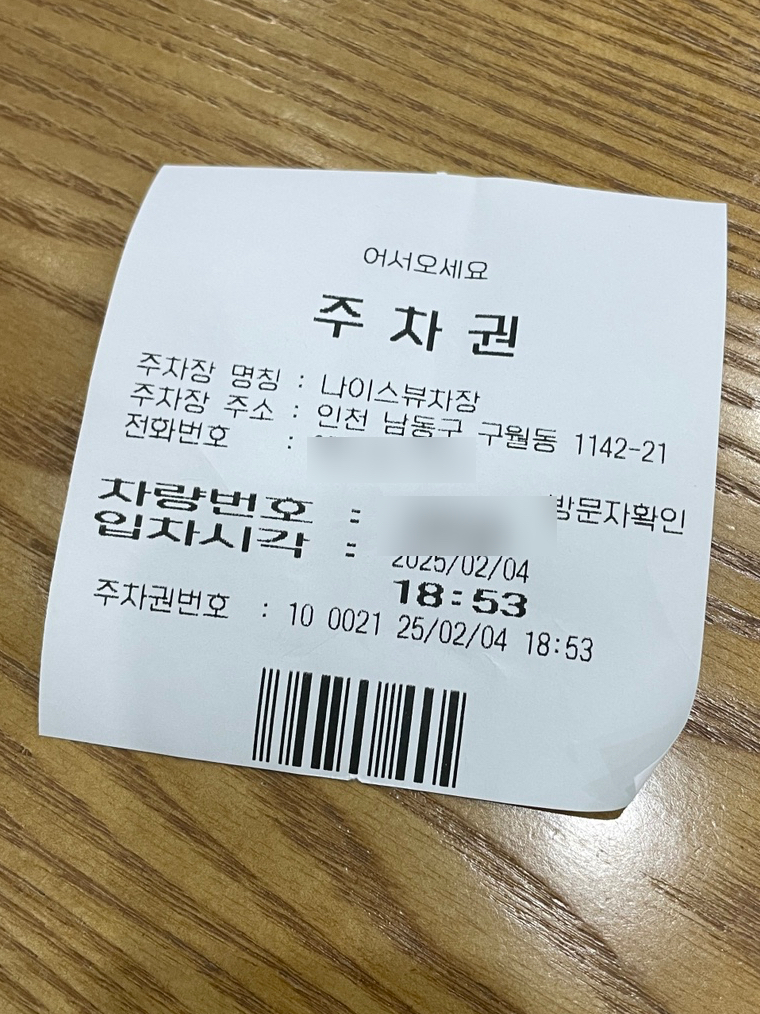 어서오세요
주 차 권
주차장 명칭 : 나이스뷰차장
주차장 주소 : 인천 남동구 구월동 1142-21
전화번호 :
차량번호 : 방문자확인
입차시각 : 2025/02/04
18:53
주차권번호 : 10 0021 25/02/04 18:53